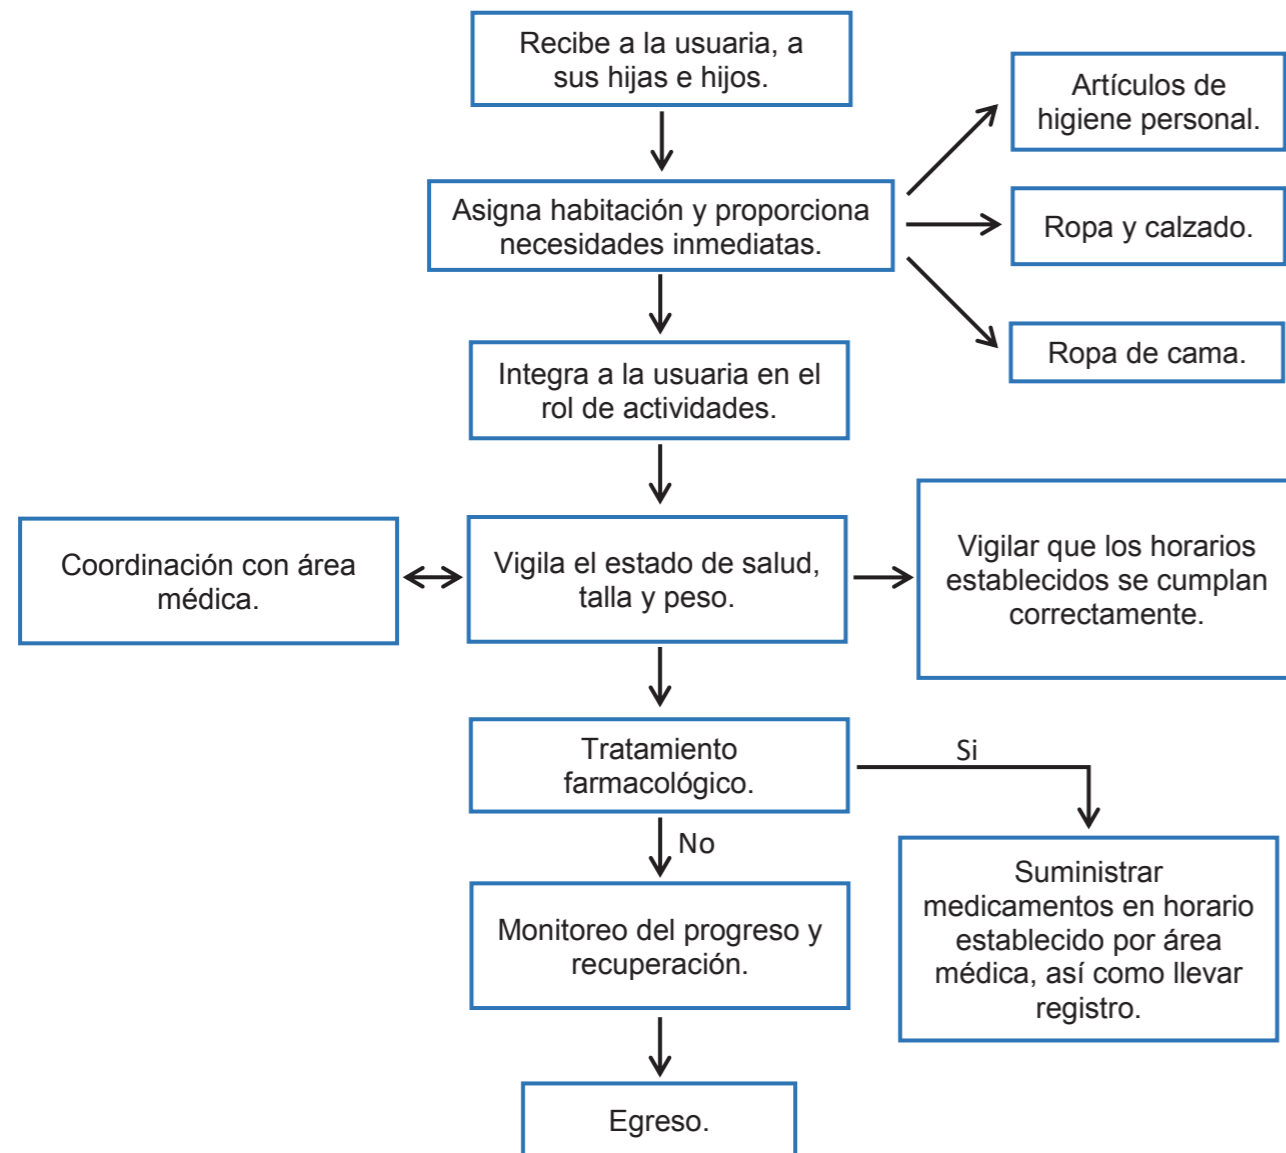 Recibe a la usuaria, a
sus hijas e hijos.
Artículos de
higiene personal.
Asigna habitación y proporciona
necesidades inmediatas.
Ropa y calzado.
Ropa de cama.
Integra a la usuaria en el
rol de actividades.
Coordinación con área
médica.
Vigila el estado de salud,
talla y peso.
Vigilar que los horarios
establecidos se cumplan
correctamente.
Tratamiento
farmacológico.
Si
No
Suministrar
medicamentos en horario
establecido por área
médica, así como llevar
registro.
Monitoreo del progreso y
recuperación.
Egreso.